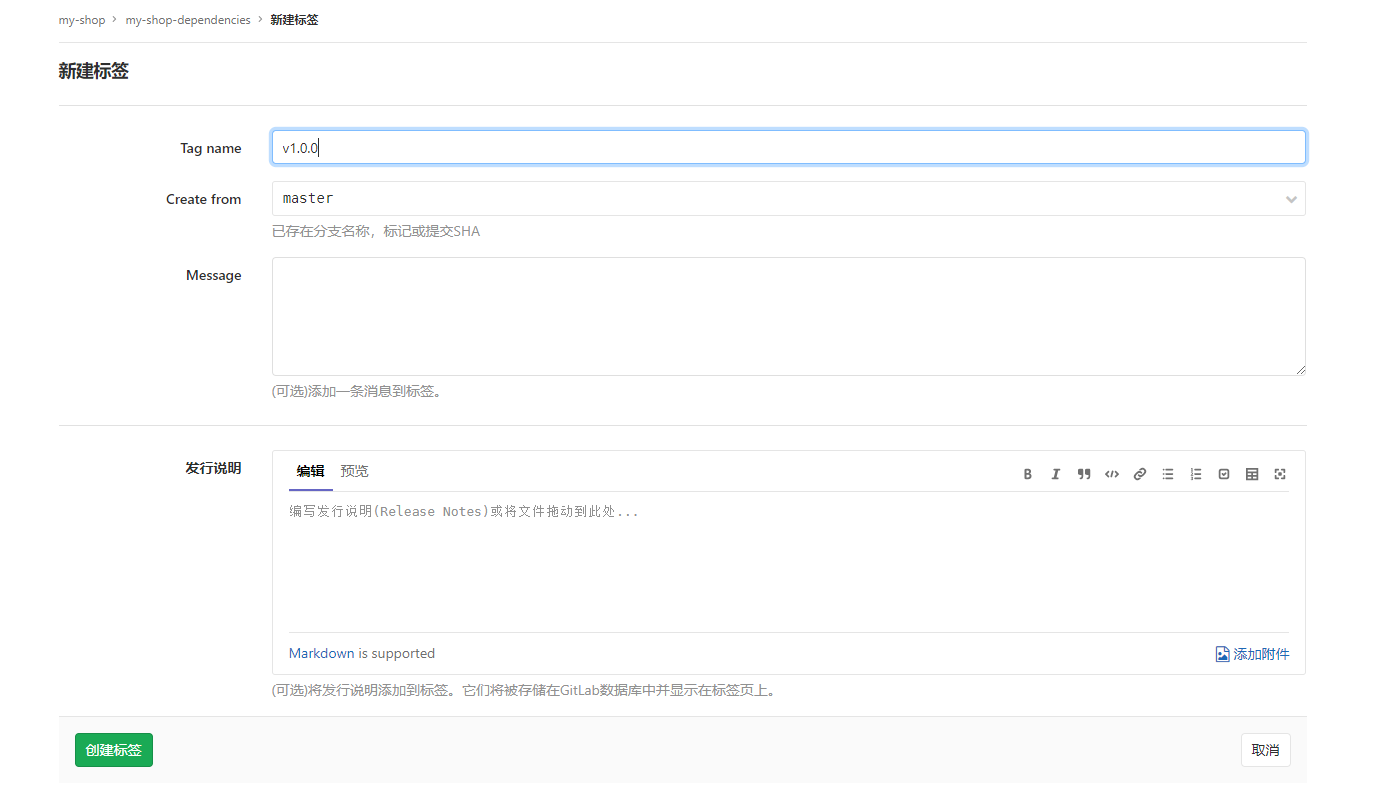 my-shop > my-shop-dependencies > 新建标签
新建标签
Tag name v1.0.0
Create from master
已存在分支名称，标记或提交SHA
Message
(可选)添加一条消息到标签。
发行说明 编辑 预览
编写发行说明(Release Notes)或将文件拖动到此处...
Markdown is supported 添加附件
(可选)将发行说明添加到标签。它们将被存储在GitLab数据库中并显示在标签页上。
创建标签 取消